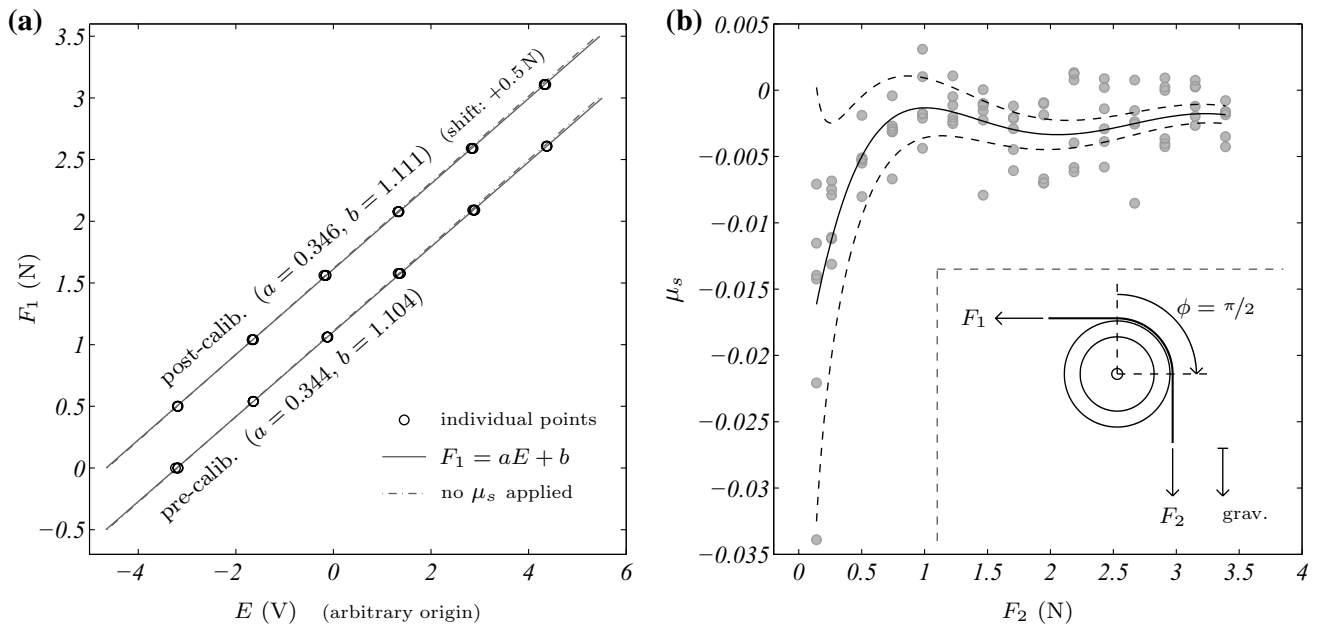 (a)
F₁ (N)
3.5
3
2.5
2
1.5
1
0.5
0
−0.5
post-calib. (a = 0.346, b = 1.111) (shift: +0.5 N)
pre-calib. (a = 0.344, b = 1.104)
individual points
F₁ = aE + b
no μₛ applied
−4 −2 0 2 4 6
E (V) (arbitrary origin)
(b)
μₛ
−0.005
0
−0.005
−0.01
−0.015
−0.02
−0.025
−0.03
−0.035
F₁
ϕ = π/2
F₂
grav.
0 0.5 1 1.5 2 2.5 3 3.5 4
F₂ (N)